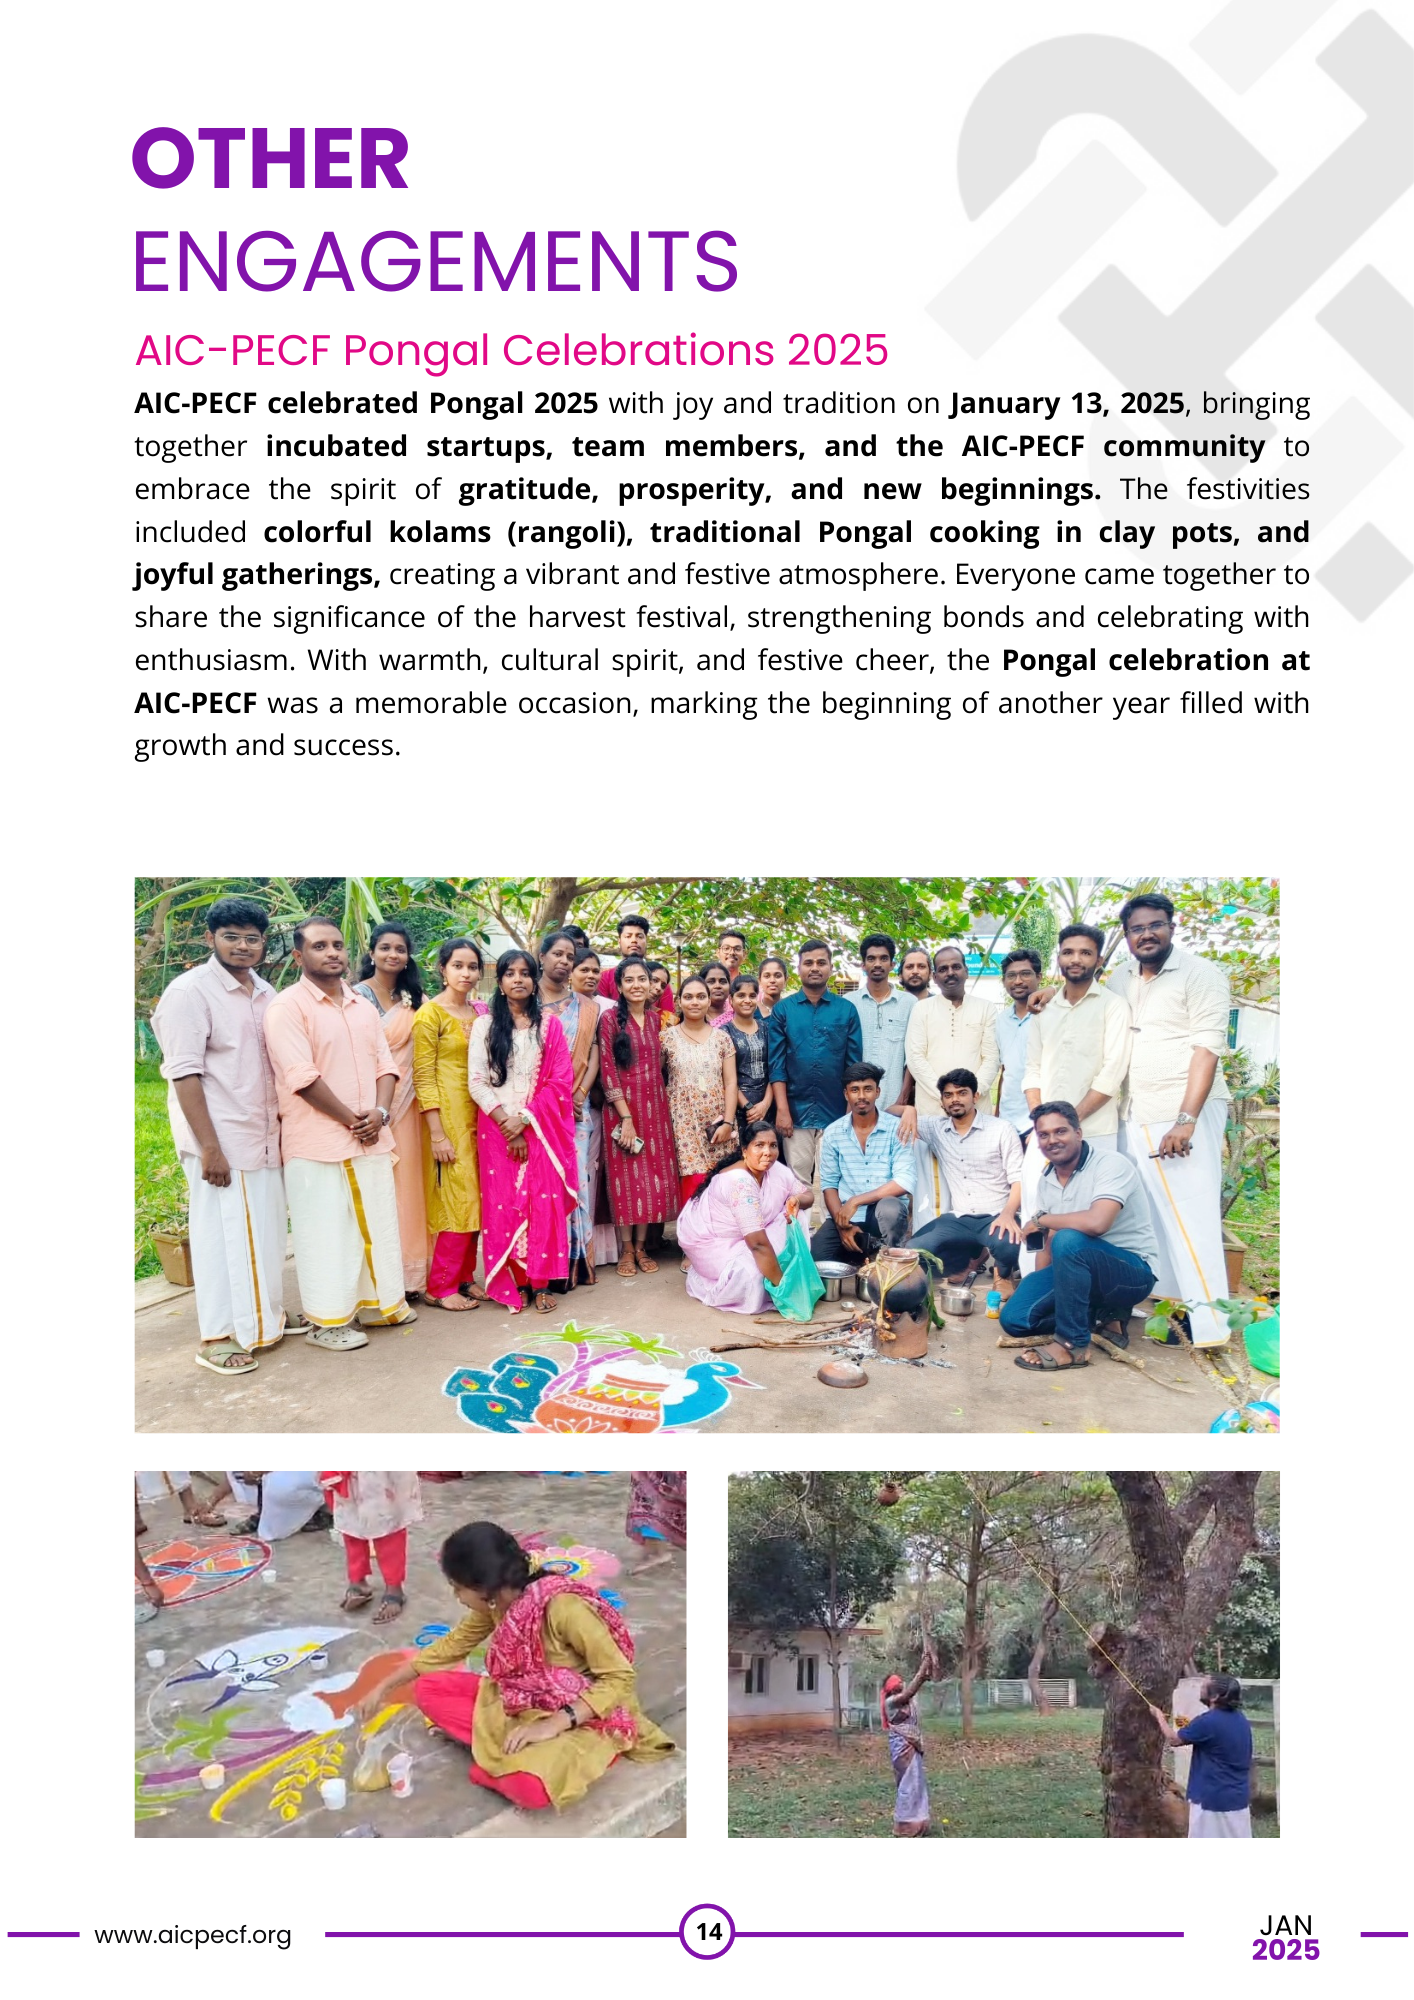 OTHER
ENGAGEMENTS
AIC-PECF Pongal Celebrations 2025
AIC-PECF celebrated Pongal 2025 with joy and tradition on January 13, 2025, bringing
together incubated startups, team members, and the AIC-PECF community to
embrace the spirit of gratitude, prosperity, and new beginnings. The festivities
included colorful kolams (rangoli), traditional Pongal cooking in clay pots, and
joyful gatherings, creating a vibrant and festive atmosphere. Everyone came together to
share the significance of the harvest festival, strengthening bonds and celebrating with
enthusiasm. With warmth, cultural spirit, and festive cheer, the Pongal celebration at
AIC-PECF was a memorable occasion, marking the beginning of another year filled with
growth and success.
www.aicpecf.org
14
JAN
2025